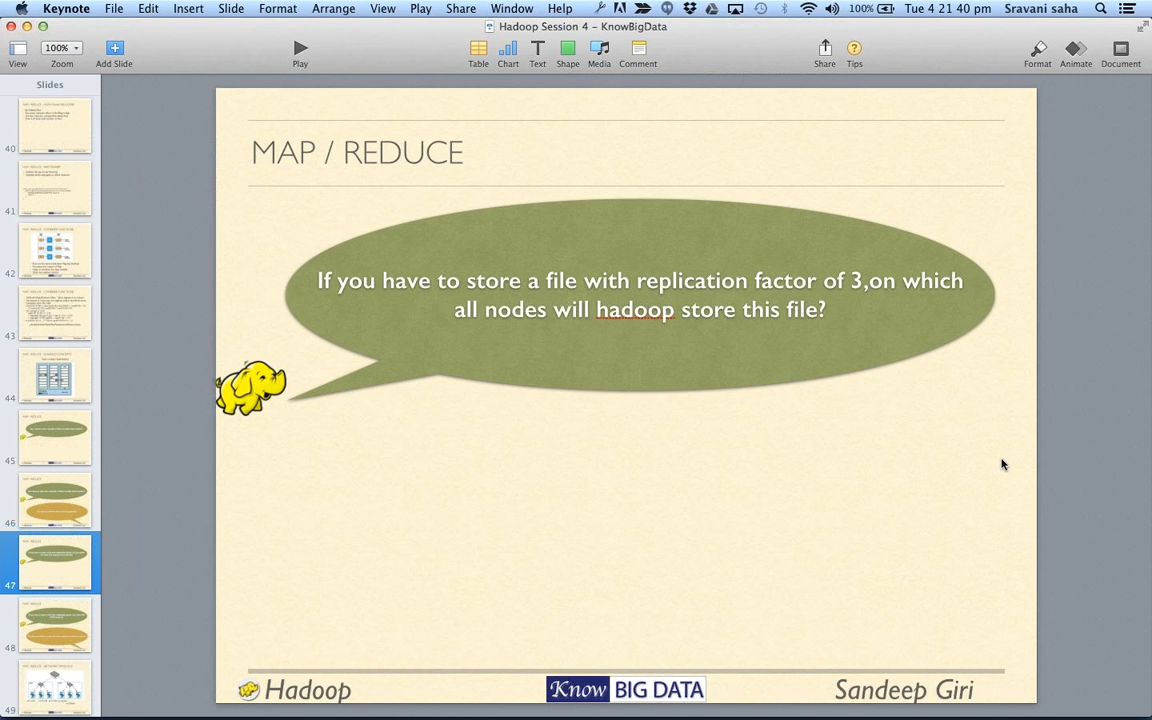 Keynote File Edit Insert Slide Format Arrange View Play Share Window Help 100% Tue 4 21 40 pm Sravani saha
Hadoop Session 4 – KnowBigData
100%
View Zoom Add Slide Play Table Chart Text Shape Media Comment Share Tips Format Animate Document
Slides
40
41
42
43
44
45
46
47
48
49
MAP / REDUCE
If you have to store a file with replication factor of 3,on which
all nodes will hadoop store this file?
Hadoop Know BIG DATA Sandeep Giri